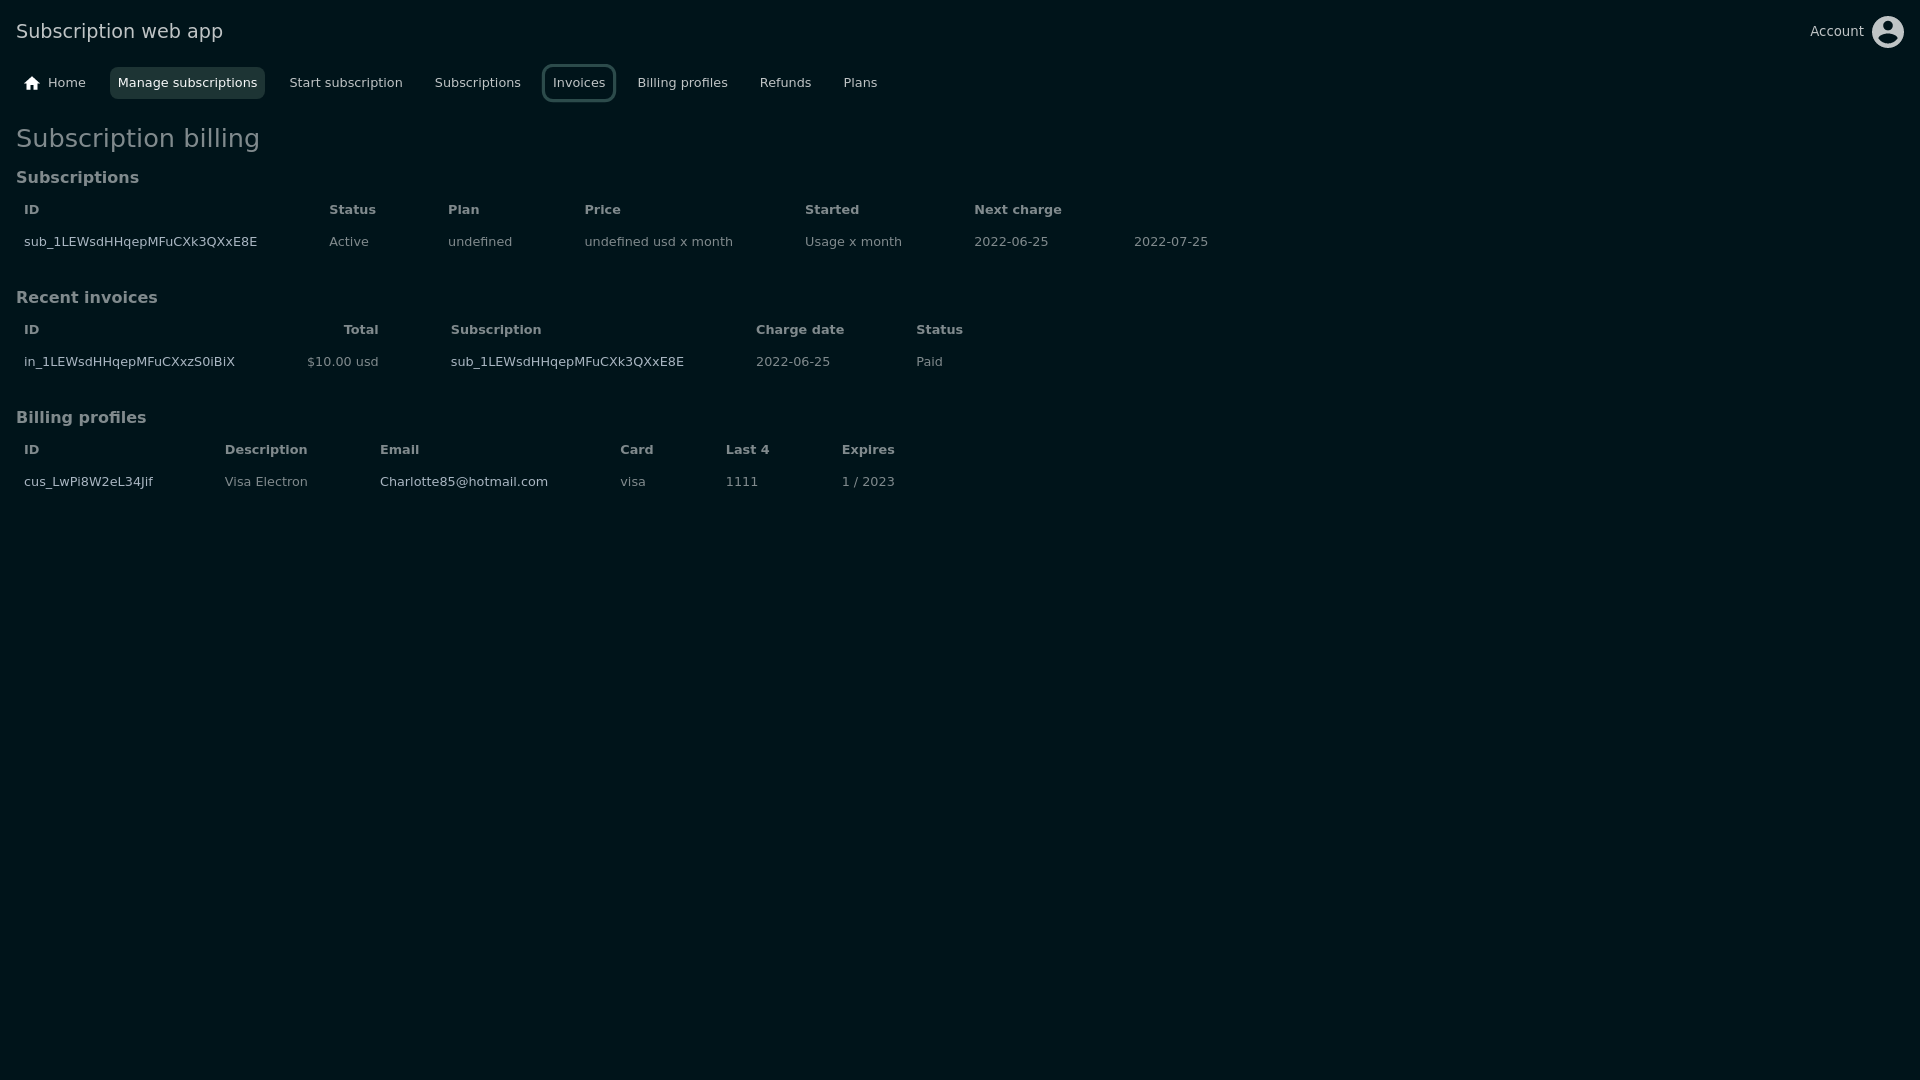 Subscription web app
Account
Home Manage subscriptions Start subscription Subscriptions Invoices Billing profiles Refunds Plans
Subscription billing
Subscriptions
ID Status Plan Price Started Next charge
sub_1LEWsdHHqepMFuCXk3QXxE8E Active undefined undefined usd x month Usage x month 2022-06-25 2022-07-25
Recent invoices
ID Total Subscription Charge date Status
in_1LEWsdHHqepMFuCXxzS0iBiX $10.00 usd sub_1LEWsdHHqepMFuCXk3QXxE8E 2022-06-25 Paid
Billing profiles
ID Description Email Card Last 4 Expires
cus_LwPi8W2eL34Jif Visa Electron Charlotte85@hotmail.com visa 1111 1 / 2023